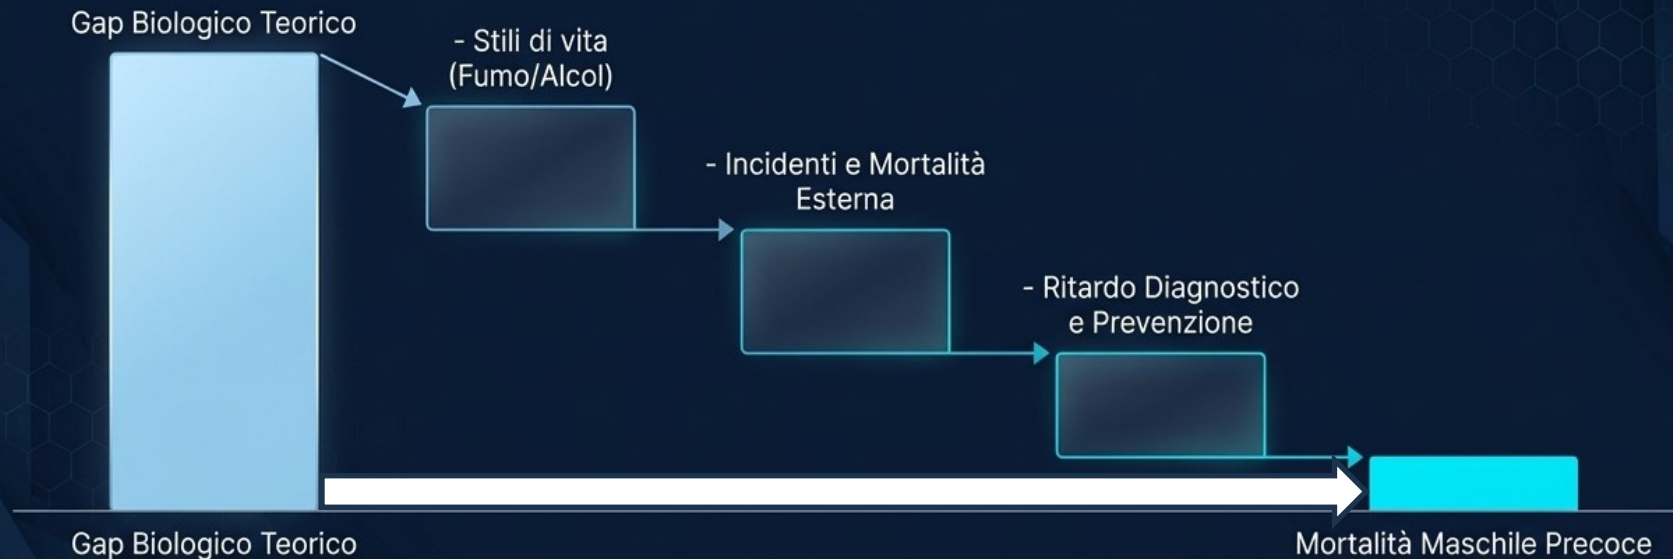 Gap Biologico Teorico
- Stili di vita
(Fumo/Alcol)
- Incidenti e Mortalità
Esterna
- Ritardo Diagnostico
e Prevenzione
Gap Biologico Teorico
Mortalità Maschile Precoce